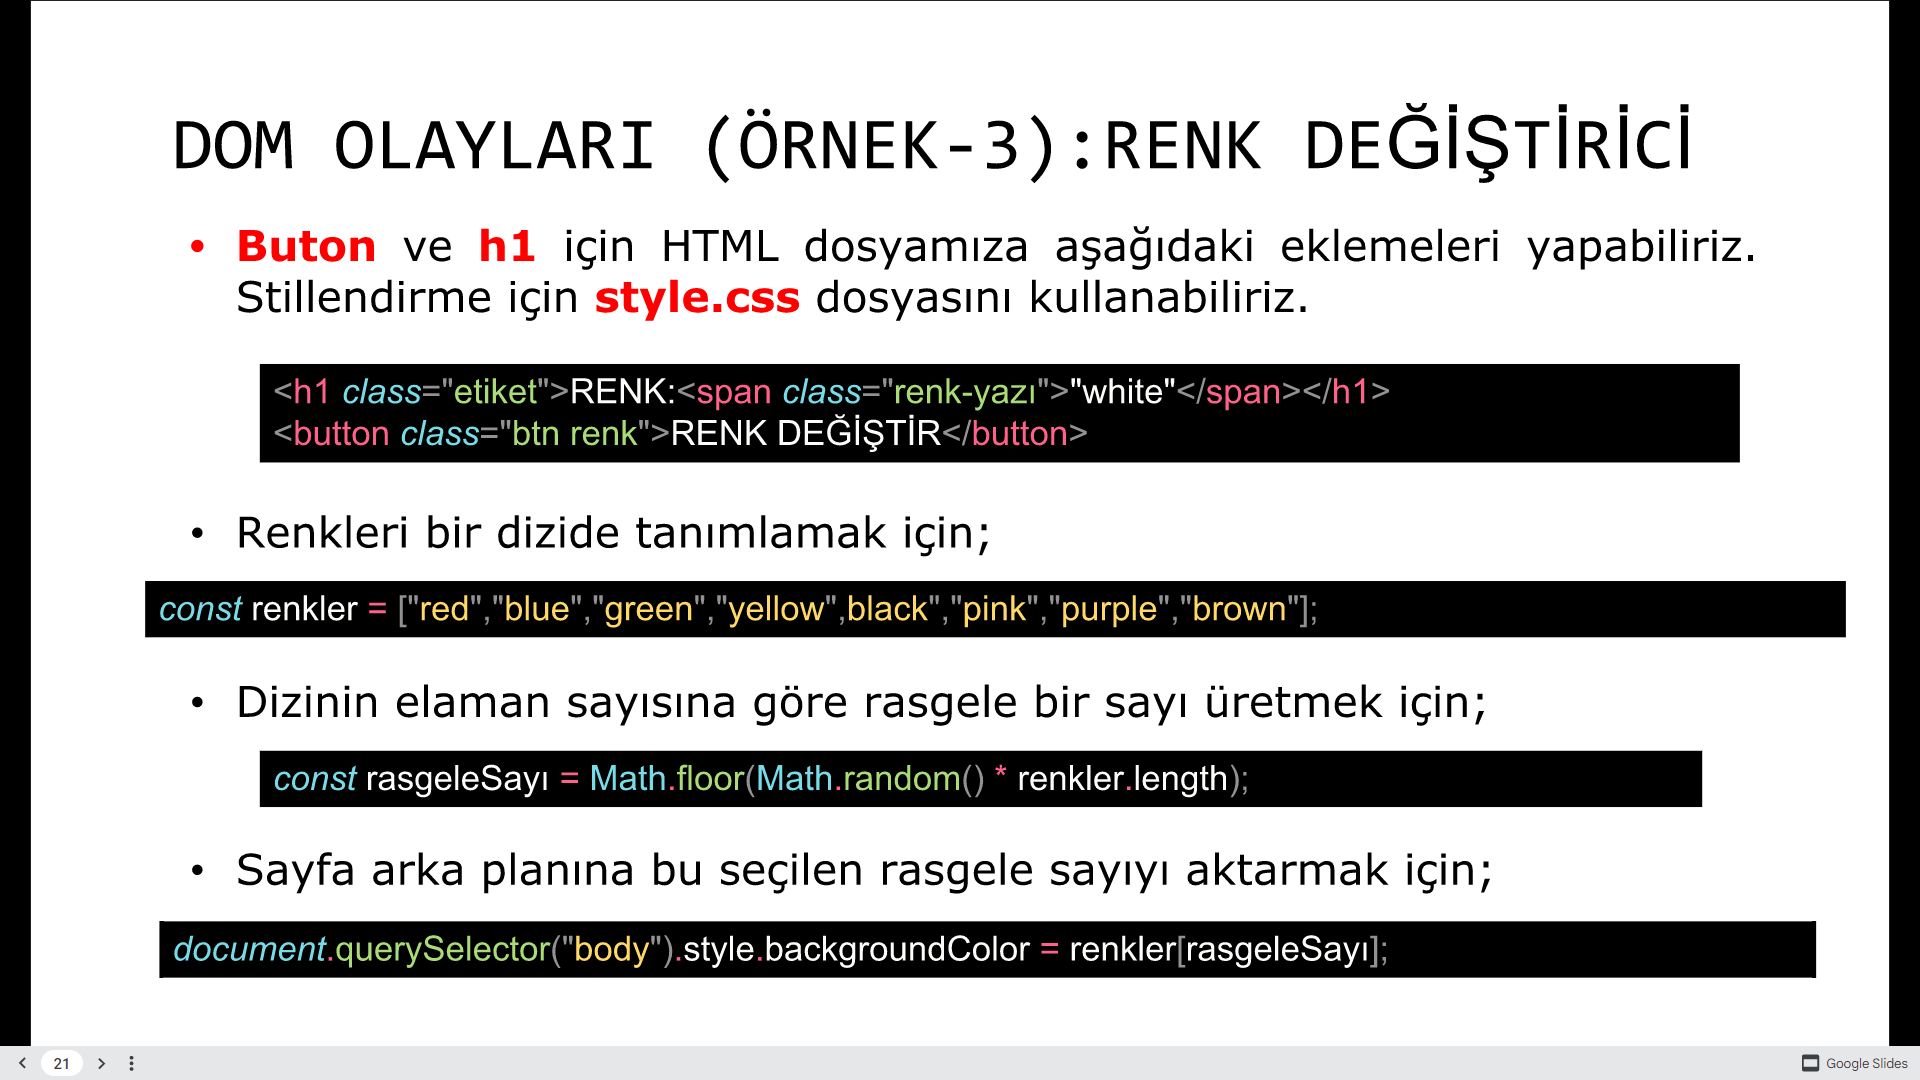 DOM OLAYLARI (ÖRNEK-3):RENK DEĞİŞTİRİCİ
• Buton ve h1 için HTML dosyamıza aşağıdaki eklemeleri yapabiliriz.
Stillendirme için style.css dosyasını kullanabiliriz.
<h1 class="etiket">RENK:<span class="renk-yazı">"white"</span></h1>
<button class="btn renk">RENK DEĞİŞTİR</button>
• Renkleri bir dizide tanımlamak için;
const renkler = ["red","blue","green","yellow",black","pink","purple","brown"];
• Dizinin elaman sayısına göre rasgele bir sayı üretmek için;
const rasgeleSayı = Math.floor(Math.random() * renkler.length);
• Sayfa arka planına bu seçilen rasgele sayıyı aktarmak için;
document.querySelector("body").style.backgroundColor = renkler[rasgeleSayı];
21
Google Slides